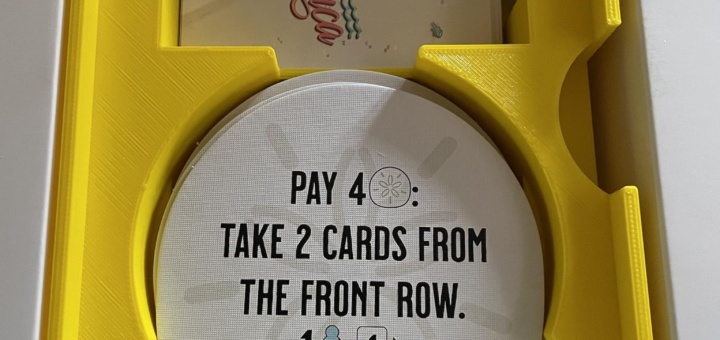 PAY 4 :
TAKE 2 CARDS FROM
THE FRONT ROW.